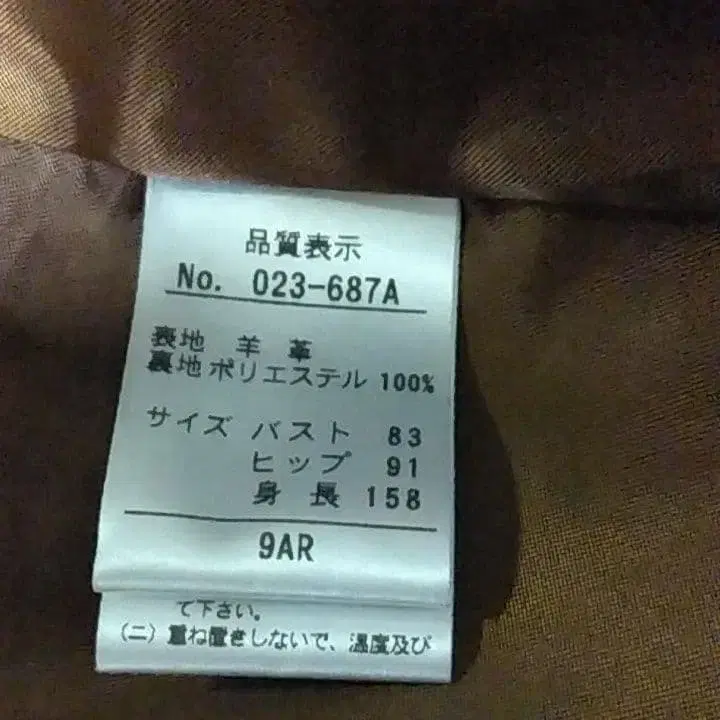 品質表示
No. 023-687A
表地 羊 革
裏地 ポリエステル 100%
サイズ バスト 83
ヒップ 91
身 長 158
9AR
て下さい。
(二) 重ね置きしないで、温度及び